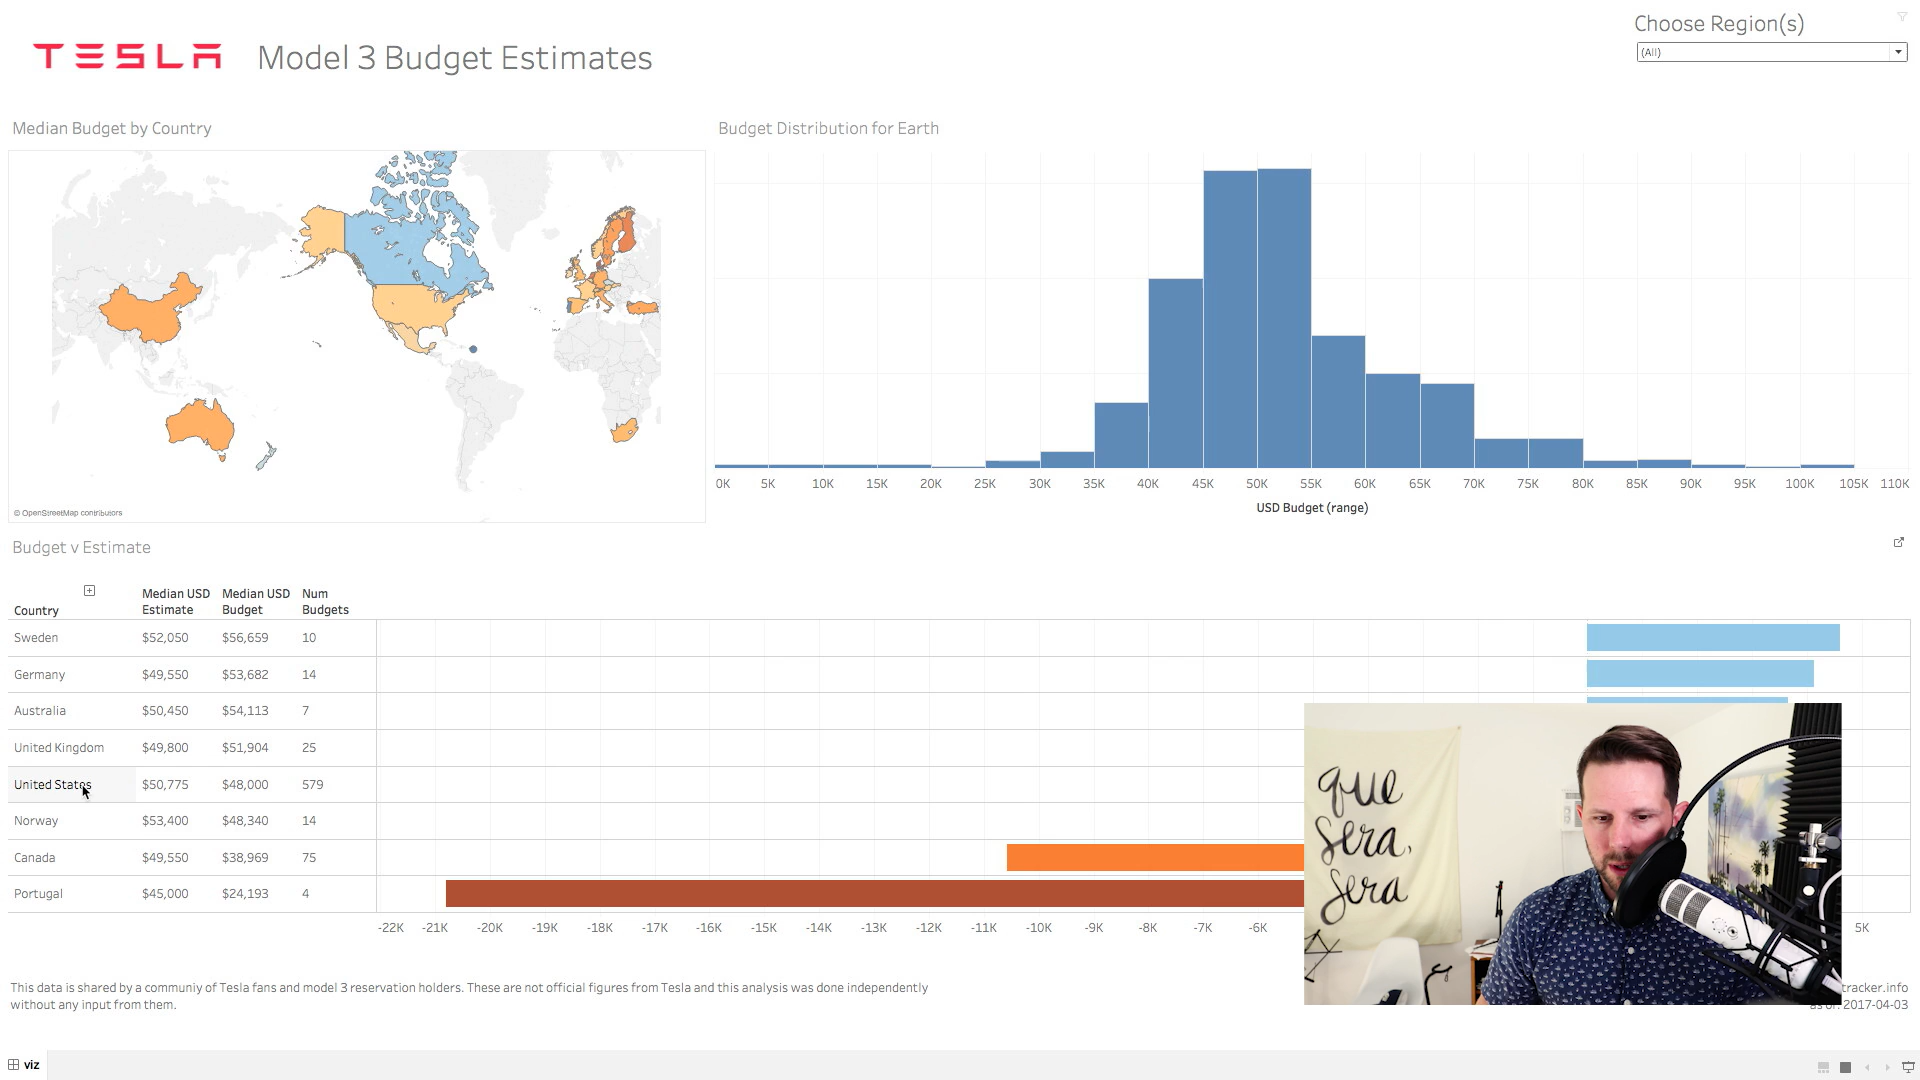 TESLA Model 3 Budget Estimates
Choose Region(s)
(All)
Median Budget by Country
© OpenStreetMap contributors
Budget Distribution for Earth
0K 5K 10K 15K 20K 25K 30K 35K 40K 45K 50K 55K 60K 65K 70K 75K 80K 85K 90K 95K 100K 105K 110K
USD Budget (range)
Budget v Estimate
Country Median USD Estimate Median USD Budget Num Budgets
Sweden $52,050 $56,659 10
Germany $49,550 $53,682 14
Australia $50,450 $54,113 7
United Kingdom $49,800 $51,904 25
United States $50,775 $48,000 579
Norway $53,400 $48,340 14
Canada $49,550 $38,969 75
Portugal $45,000 $24,193 4
-22K -21K -20K -19K -18K -17K -16K -15K -14K -13K -12K -11K -10K -9K -8K -7K -6K 5K
que
sera,
sera
This data is shared by a communiy of Tesla fans and model 3 reservation holders. These are not official figures from Tesla and this analysis was done independently
without any input from them.
tracker.info
as of: 2017-04-03
viz